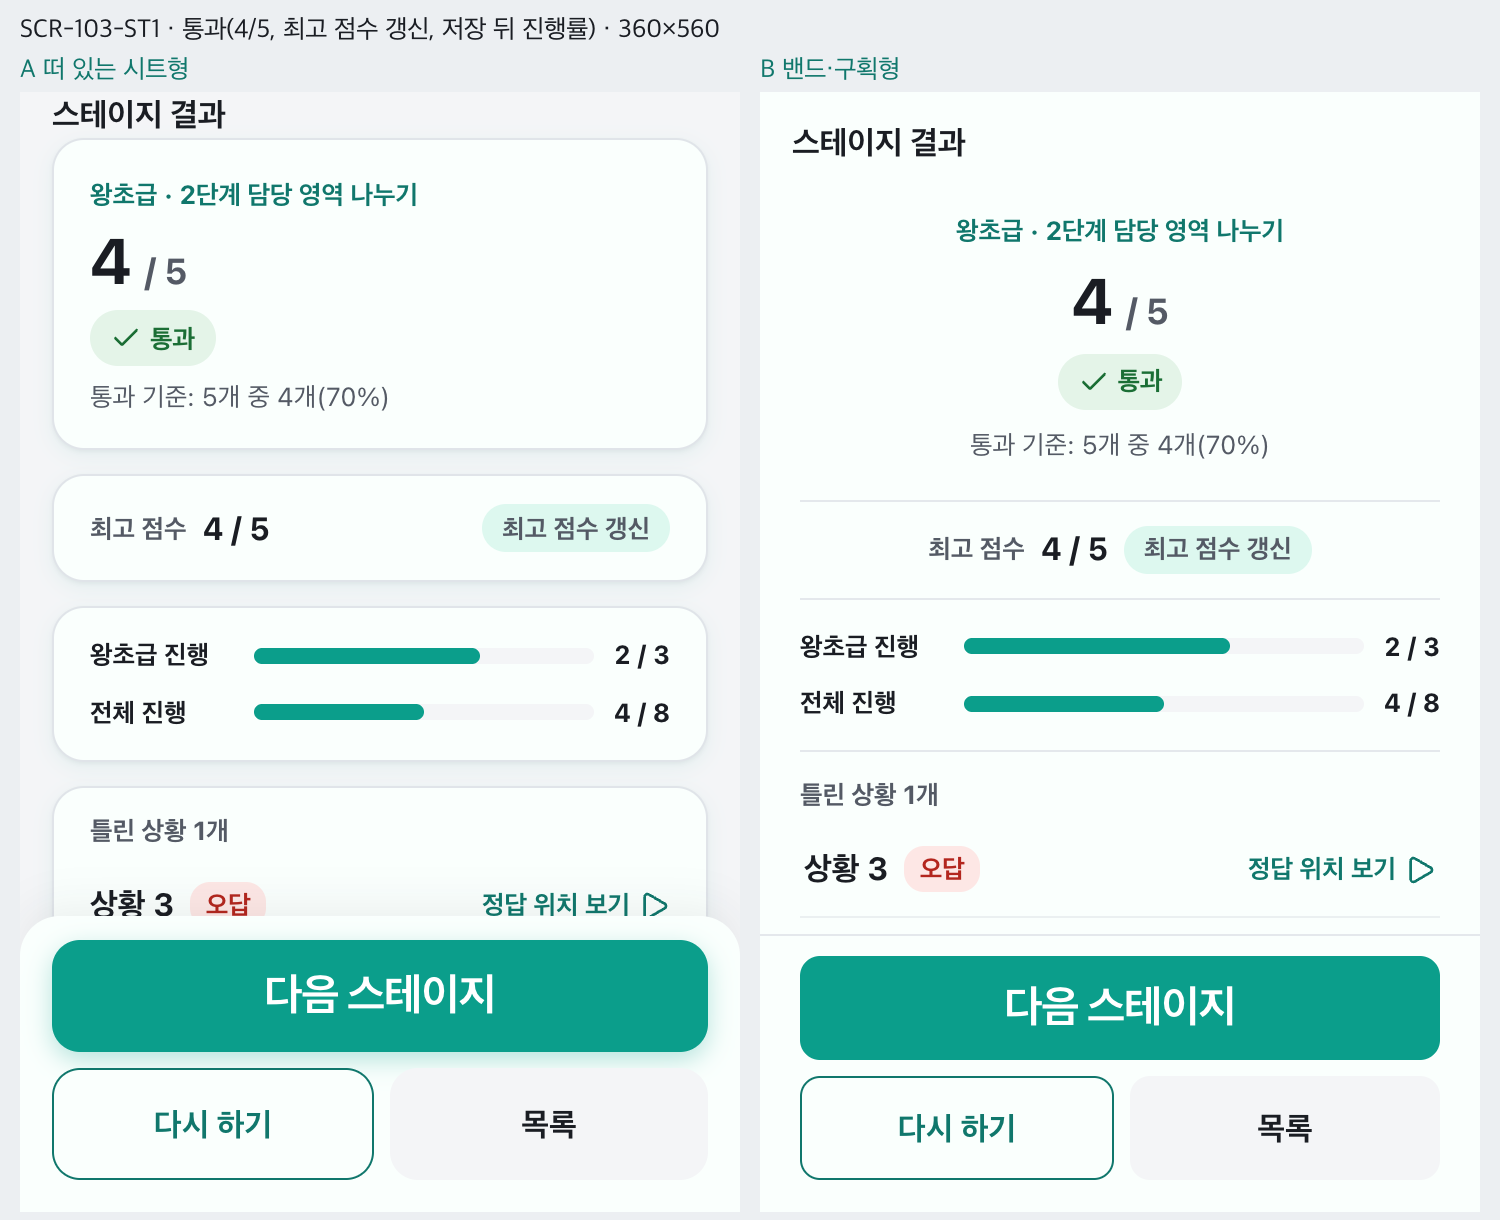 SCR-103-ST1 · 통과(4/5, 최고 점수 갱신, 저장 뒤 진행률) · 360×560
A 떠 있는 시트형
스테이지 결과
왕초급 · 2단계 담당 영역 나누기
4 / 5
통과
통과 기준: 5개 중 4개(70%)
최고 점수 4 / 5 최고 점수 갱신
왕초급 진행 2 / 3
전체 진행 4 / 8
틀린 상황 1개
상황 3 오답 정답 위치 보기
다음 스테이지
다시 하기 목록
B 밴드·구획형
스테이지 결과
왕초급 · 2단계 담당 영역 나누기
4 / 5
통과
통과 기준: 5개 중 4개(70%)
최고 점수 4 / 5 최고 점수 갱신
왕초급 진행 2 / 3
전체 진행 4 / 8
틀린 상황 1개
상황 3 오답 정답 위치 보기
다음 스테이지
다시 하기 목록